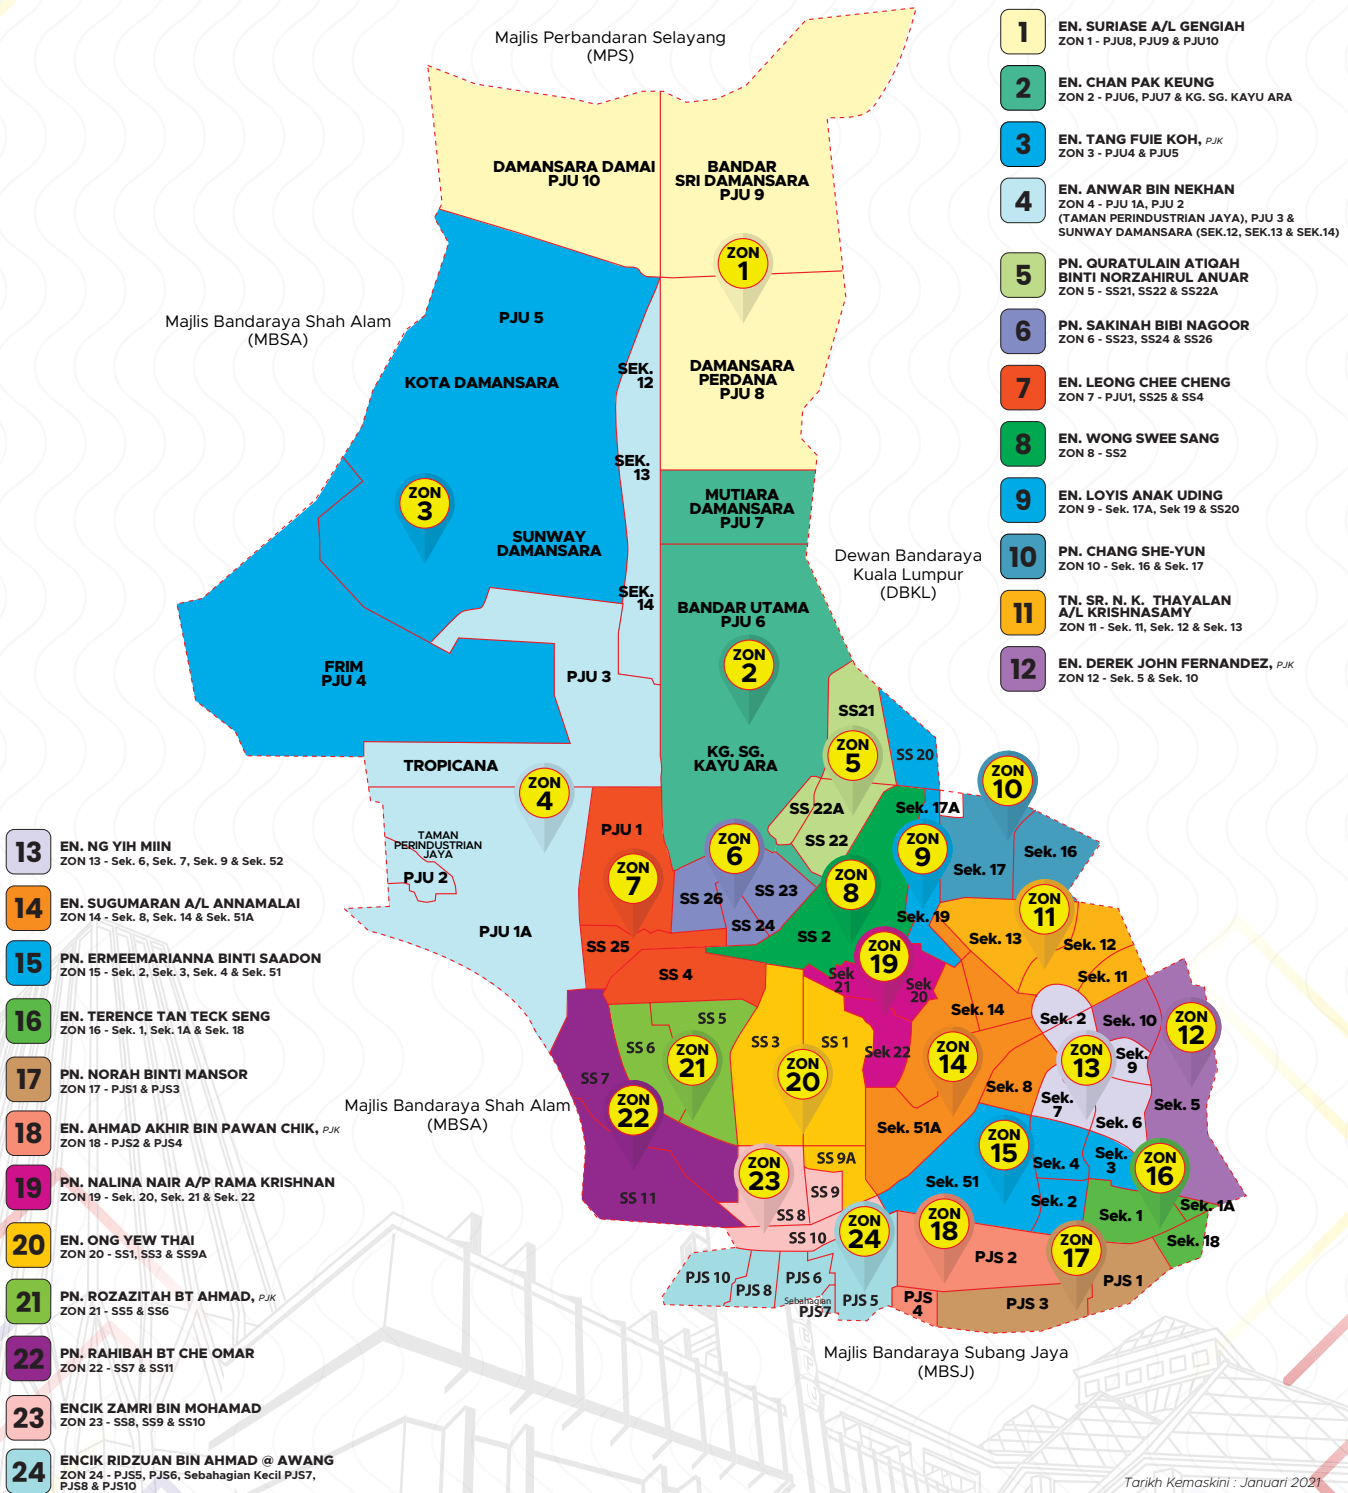 Majlis Perbandaran Selayang
(MPS)
DAMANSARA DAMAI
PJU 10
BANDAR
SRI DAMANSARA
PJU 9
ZON
1
Majlis Bandaraya Shah Alam
(MBSA)
PJU 5
KOTA DAMANSARA
SEK.
12
DAMANSARA
PERDANA
PJU 8
SEK.
13
ZON
3
MUTIARA
DAMANSARA
PJU 7
SUNWAY
DAMANSARA
Dewan Bandaraya
Kuala Lumpur
(DBKL)
SEK.
14
BANDAR UTAMA
PJU 6
ZON
2
FRIM
PJU 4
PJU 3
SS21
ZON
5
SS 20
KG. SG.
KAYU ARA
TROPICANA
ZON
4
ZON
10
SS 22A
Sek. 17A
PJU 1
TAMAN
PERINDUSTRIAN
JAYA
SS 22
ZON
6
ZON
9
Sek. 16
Sek. 17
PJU 2
ZON
7
SS 26
SS 23
ZON
8
ZON
11
SS 24
Sek. 19
PJU 1A
SS 2
Sek. 13
Sek. 12
SS 25
ZON
19
SS 4
Sek
21
Sek
20
Sek. 11
Sek. 14
SS 5
Sek. 2
Sek. 10
ZON
12
SS 6
SS 3
SS 1
Sek 22
ZON
21
ZON
14
ZON
13
Sek.
9
SS 7
ZON
20
Sek. 8
Sek.
7
Sek. 5
Majlis Bandaraya Shah Alam
(MBSA)
ZON
22
Sek. 6
Sek. 51A
ZON
15
SS 9A
ZON
23
Sek. 4
Sek.
3
ZON
16
Sek. 51
SS 11
SS 9
Sek. 2
SS 8
Sek. 1
Sek. 1A
ZON
24
ZON
18
SS 10
ZON
17
Sek. 18
PJS 2
PJS 10
PJS 8
PJS 6
PJS 1
Sebahagian
PJS7
PJS 5
PJS
4
PJS 3
Majlis Bandaraya Subang Jaya
(MBSJ)
1
EN. SURIASE A/L GENGIAH
ZON 1 - PJU8, PJU9 & PJU10
2
EN. CHAN PAK KEUNG
ZON 2 - PJU6, PJU7 & KG. SG. KAYU ARA
3
EN. TANG FUIE KOH, PJK
ZON 3 - PJU4 & PJU5
4
EN. ANWAR BIN NEKHAN
ZON 4 - PJU 1A, PJU 2
(TAMAN PERINDUSTRIAN JAYA), PJU 3 &
SUNWAY DAMANSARA (SEK.12, SEK.13 & SEK.14)
5
PN. QURATULAIN ATIQAH
BINTI NORZAHIRUL ANUAR
ZON 5 - SS21, SS22 & SS22A
6
PN. SAKINAH BIBI NAGOOR
ZON 6 - SS23, SS24 & SS26
7
EN. LEONG CHEE CHENG
ZON 7 - PJU1, SS25 & SS4
8
EN. WONG SWEE SANG
ZON 8 - SS2
9
EN. LOYIS ANAK UDING
ZON 9 - Sek. 17A, Sek 19 & SS20
10
PN. CHANG SHE-YUN
ZON 10 - Sek. 16 & Sek. 17
11
TN. SR. N. K. THAYALAN
A/L KRISHNASAMY
ZON 11 - Sek. 11, Sek. 12 & Sek. 13
12
EN. DEREK JOHN FERNANDEZ, PJK
ZON 12 - Sek. 5 & Sek. 10
13
EN. NG YIH MIIN
ZON 13 - Sek. 6, Sek. 7, Sek. 9 & Sek. 52
14
EN. SUGUMARAN A/L ANNAMALAI
ZON 14 - Sek. 8, Sek. 14 & Sek. 51A
15
PN. ERMEEMARIANNA BINTI SAADON
ZON 15 - Sek. 2, Sek. 3, Sek. 4 & Sek. 51
16
EN. TERENCE TAN TECK SENG
ZON 16 - Sek. 1, Sek. 1A & Sek. 18
17
PN. NORAH BINTI MANSOR
ZON 17 - PJS1 & PJS3
18
EN. AHMAD AKHIR BIN PAWAN CHIK, PJK
ZON 18 - PJS2 & PJS4
19
PN. NALINA NAIR A/P RAMA KRISHNAN
ZON 19 - Sek. 20, Sek. 21 & Sek. 22
20
EN. ONG YEW THAI
ZON 20 - SS1, SS3 & SS9A
21
PN. ROZAZITAH BT AHMAD, PJK
ZON 21 - SS5 & SS6
22
PN. RAHIBAH BT CHE OMAR
ZON 22 - SS7 & SS11
23
ENCIK ZAMRI BIN MOHAMAD
ZON 23 - SS8, SS9 & SS10
24
ENCIK RIDZUAN BIN AHMAD @ AWANG
ZON 24 - PJS5, PJS6, Sebahagian Kecil PJS7,
PJS8 & PJS10
Tarikh Kemaskini : Januari 2021